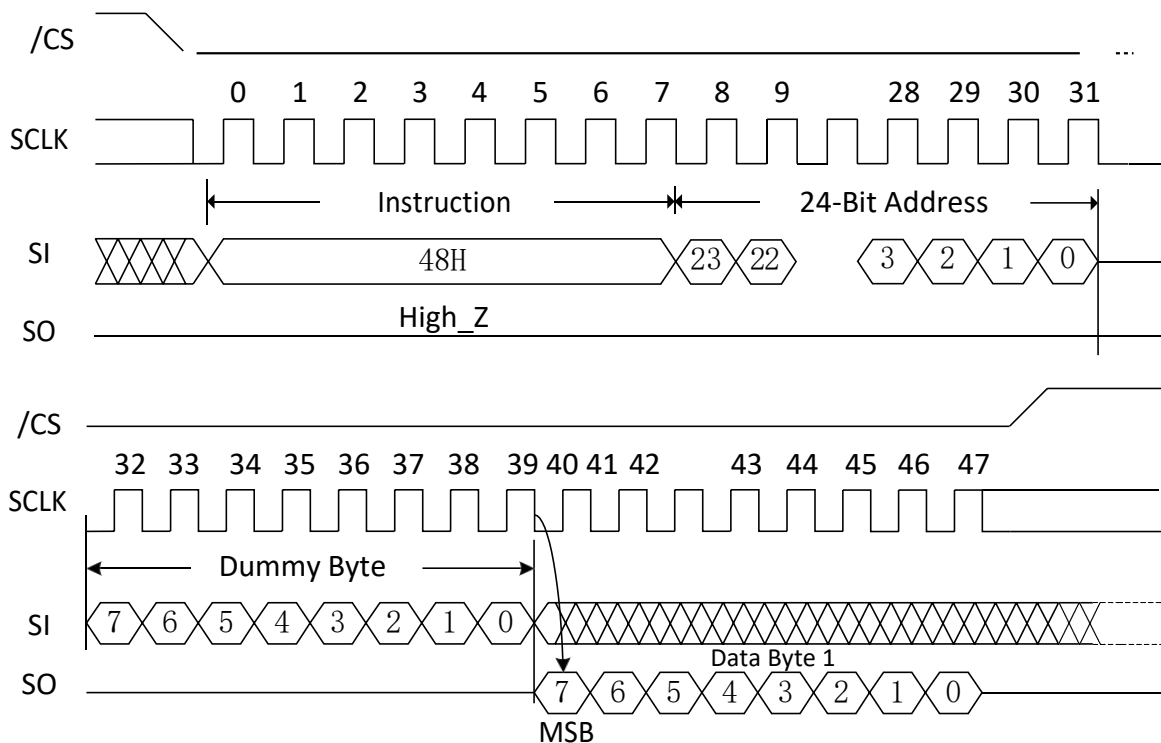 /CS
0 1 2 3 4 5 6 7 8 9 28 29 30 31
SCLK
Instruction 24-Bit Address
SI 48H 23 22 3 2 1 0
High_Z
SO
/CS
32 33 34 35 36 37 38 39 40 41 42 43 44 45 46 47
SCLK
Dummy Byte
SI 7 6 5 4 3 2 1 0
Data Byte 1
SO 7 6 5 4 3 2 1 0
MSB